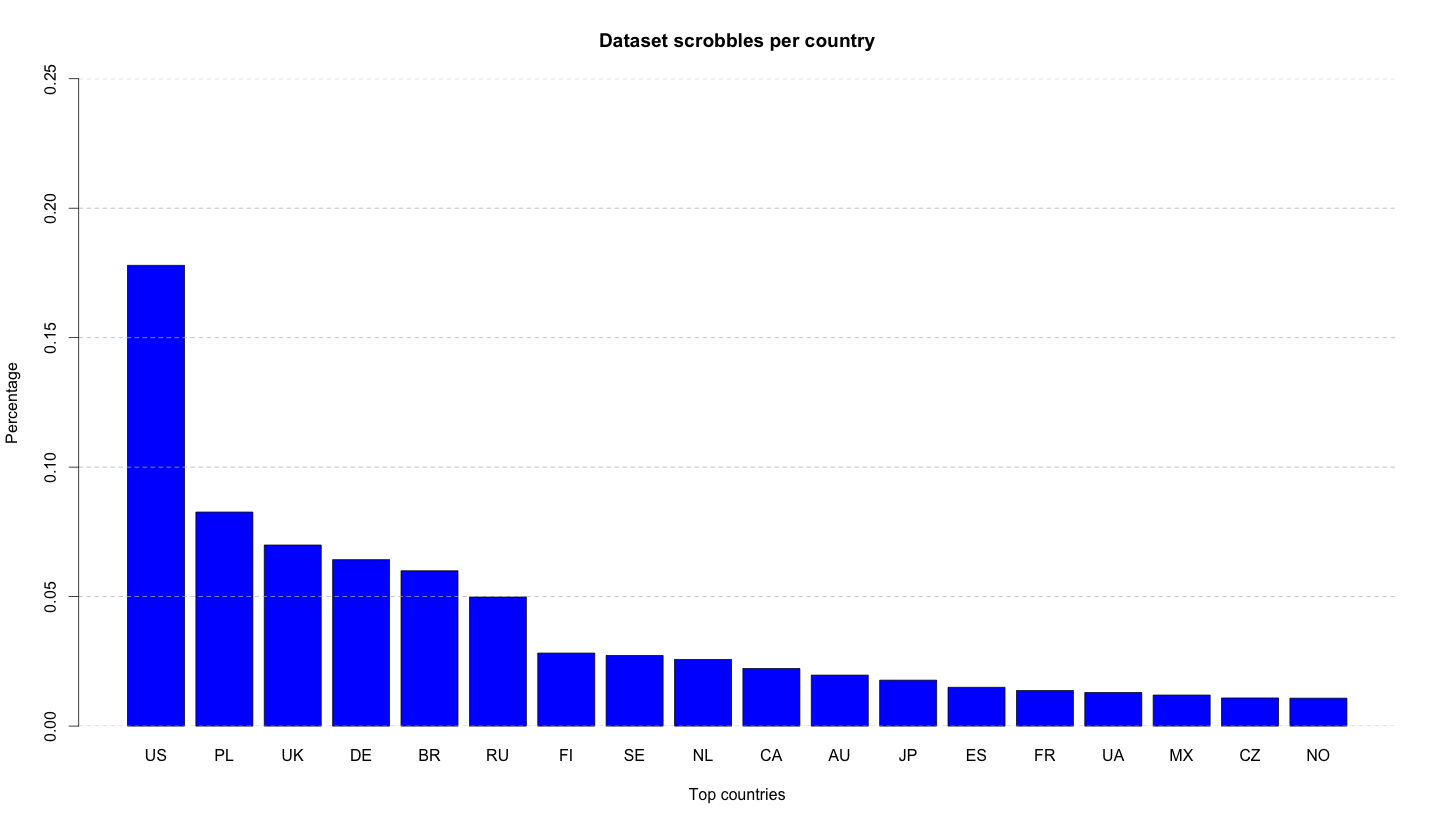 Dataset scrobbles per country
0.25
0.20
0.15
0.10
0.05
0.00
Percentage
US PL UK DE BR RU FI SE NL CA AU JP ES FR UA MX CZ NO
Top countries